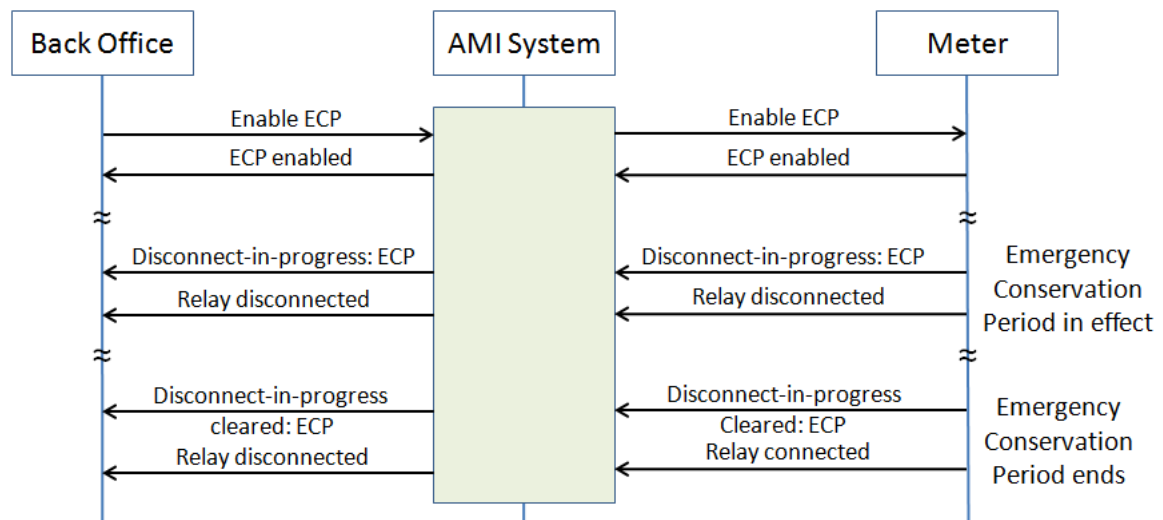 Back Office
AMI System
Meter
Enable ECP
Enable ECP
ECP enabled
ECP enabled
Disconnect-in-progress: ECP
Disconnect-in-progress: ECP
Relay disconnected
Relay disconnected
Emergency
Conservation
Period in effect
Disconnect-in-progress
cleared: ECP
Relay disconnected
Disconnect-in-progress
Cleared: ECP
Relay connected
Emergency
Conservation
Period ends